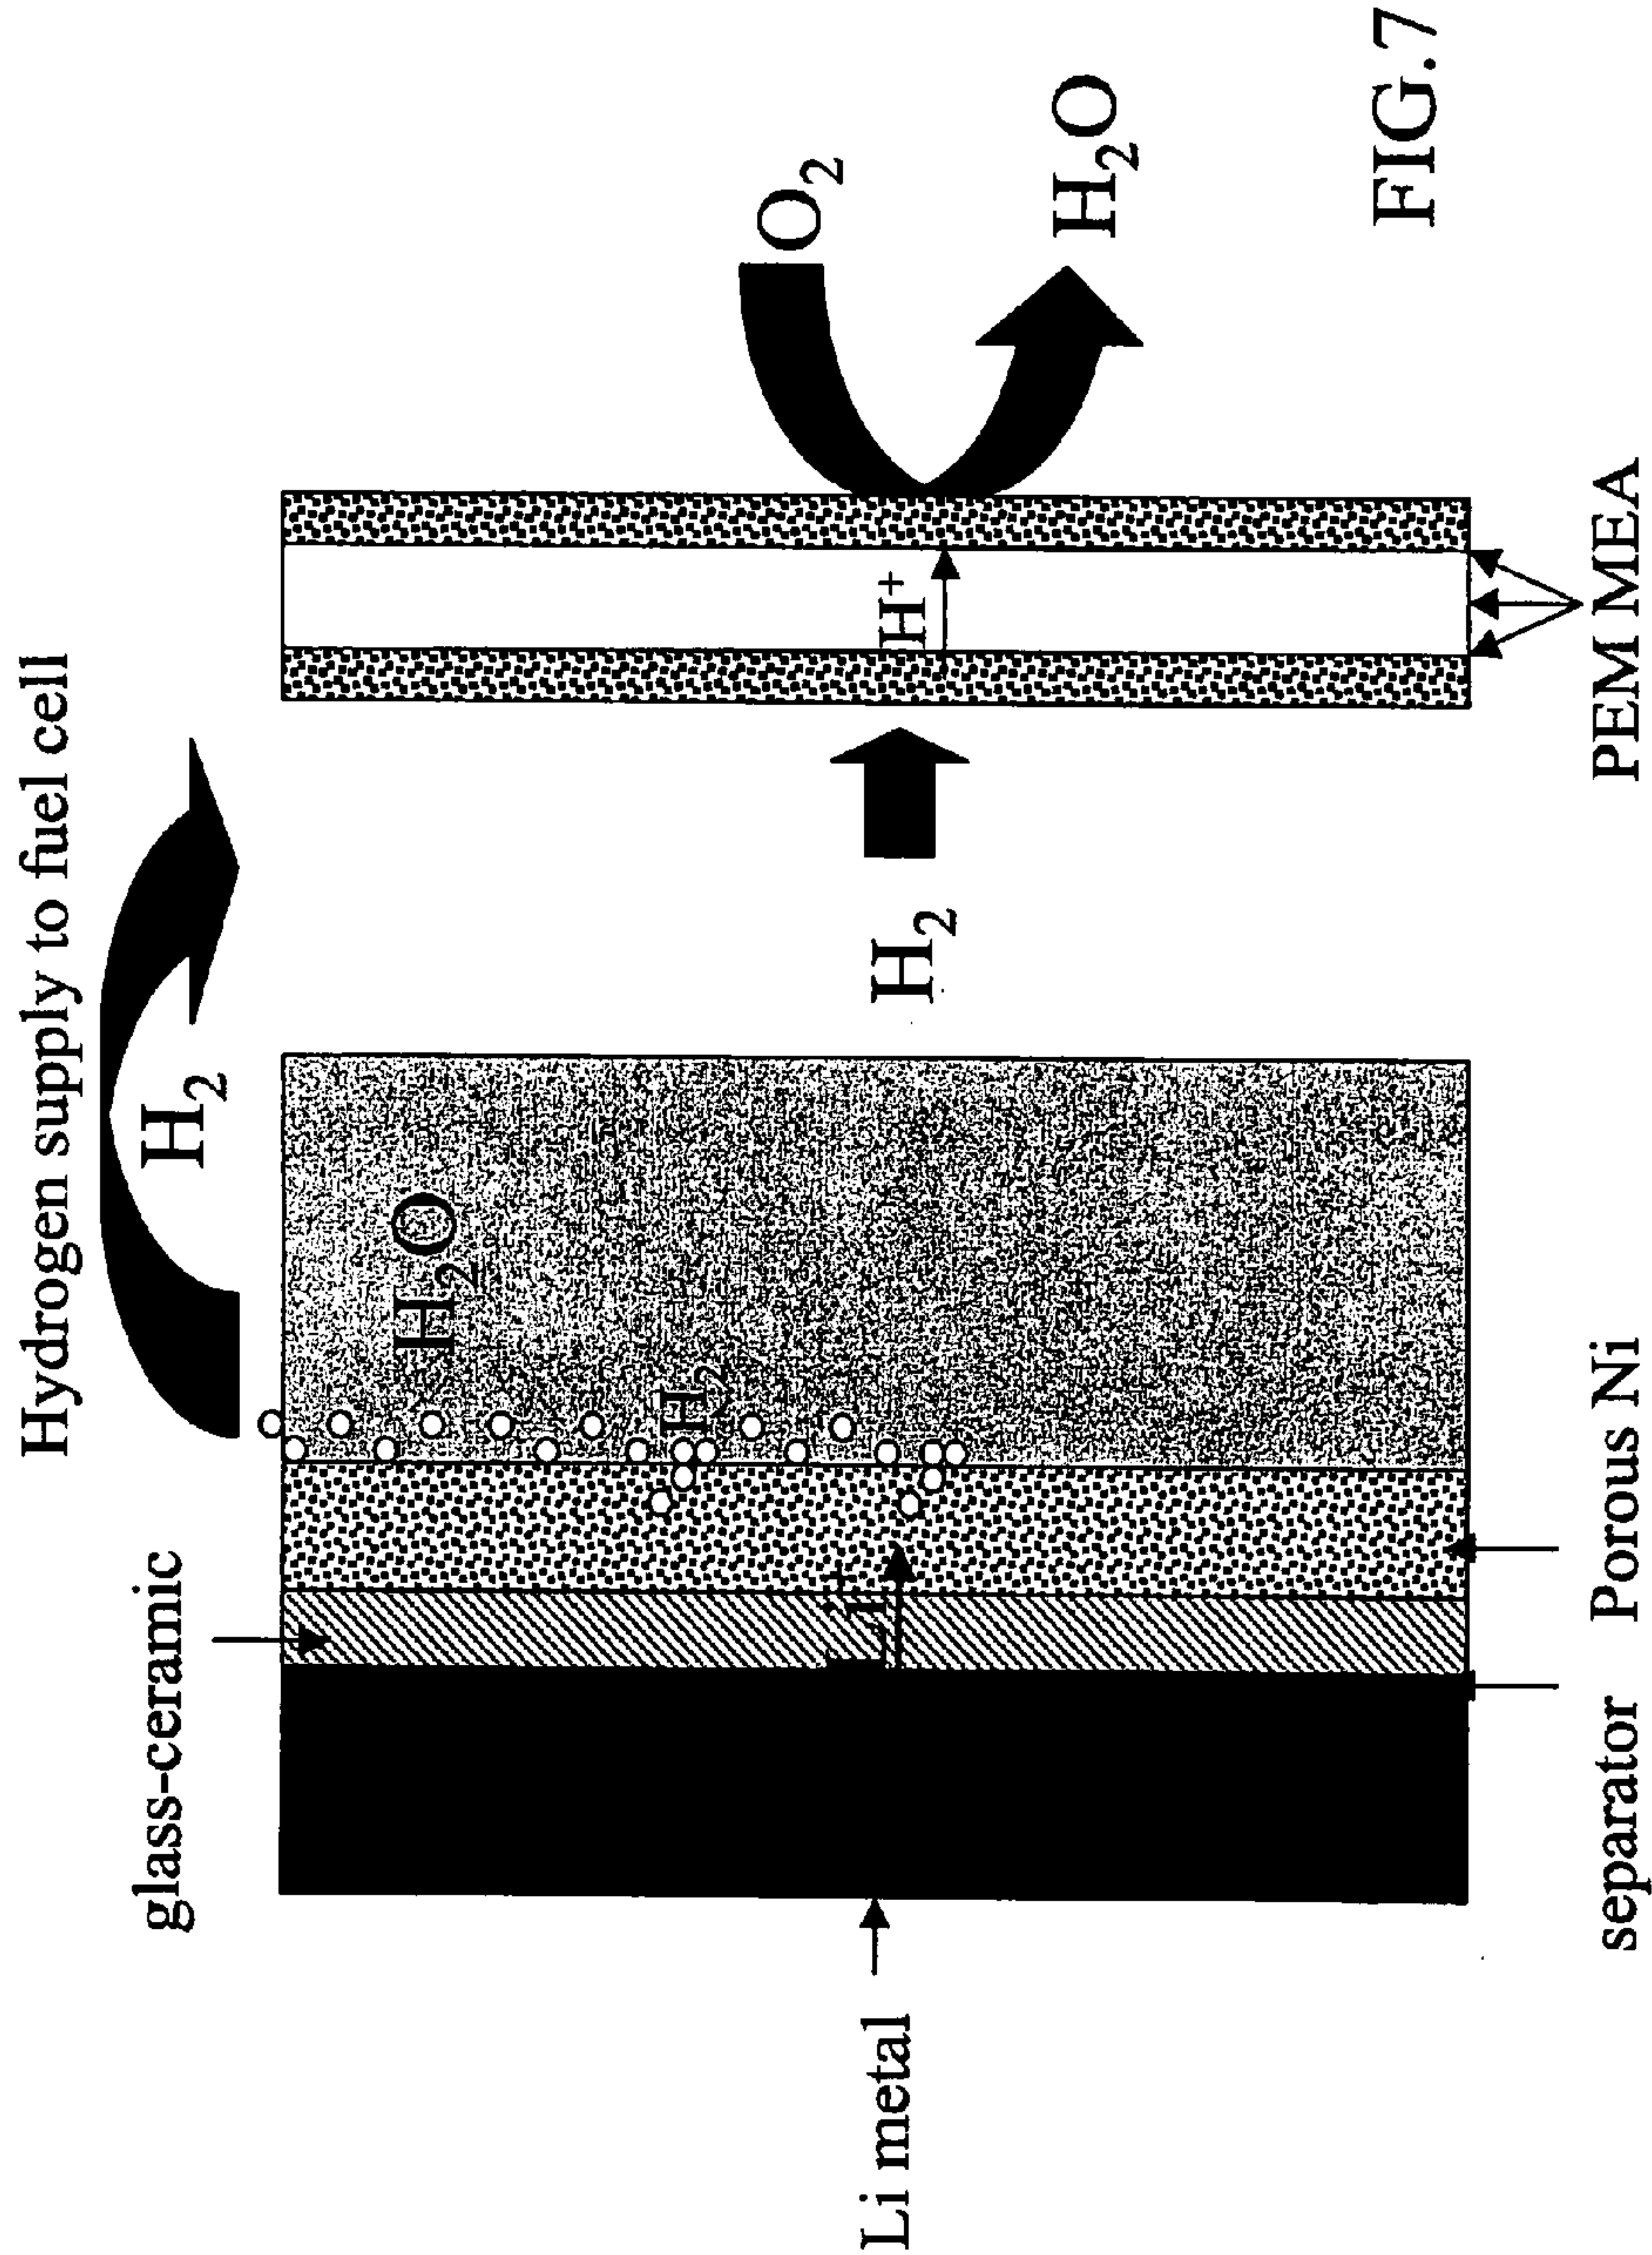 Hydrogen supply to fuel cell
H₂
glass-ceramic
H₂O
H₂
O₂
Li metal
Li⁺
H₂
H⁺
H₂O
separator
Porous Ni
PEM MEA
FIG.7